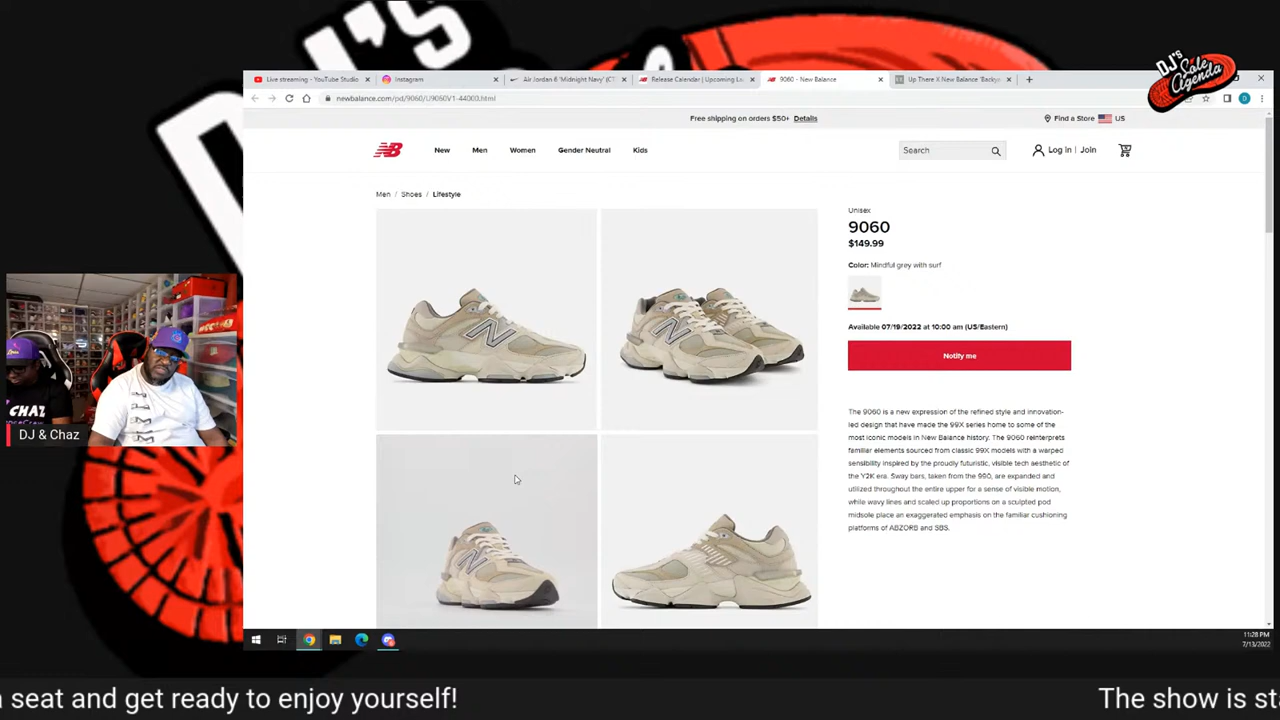 DJ'S
DJ'S
Sole
Agenda
Live streaming - YouTube Studio
Instagram
Air Jordan 6 'Midnight Navy' (CT
Release Calendar | Upcoming La
9060 - New Balance
Up There X New Balance 'Backy
newbalance.com/pd/9060/U9060V1-44000.html
Free shipping on orders $50+ Details
Find a Store US
NB
New Men Women Gender Neutral Kids
Search
Log in | Join
Men / Shoes / Lifestyle
Unisex
9060
$149.99
Color: Mindful grey with surf
Available 07/19/2022 at 10:00 am (US/Eastern)
Notify me
The 9060 is a new expression of the refined style and innovation-
led design that have made the 99X series home to some of the
most iconic models in New Balance history. The 9060 reinterprets
familiar elements sourced from classic 99X models with a warped
sensibility inspired by the proudly futuristic, visible tech aesthetic of
the Y2K era. Sway bars, taken from the 990, are expanded and
utilized throughout the entire upper for a sense of visible motion,
while wavy lines and scaled up proportions on a sculpted pod
midsole place an exaggerated emphasis on the familiar cushioning
platforms of ABZORB and SBS.
CHAZ
DJ & Chaz
11:28 PM
7/13/2022
a seat and get ready to enjoy yourself!
The show is sta